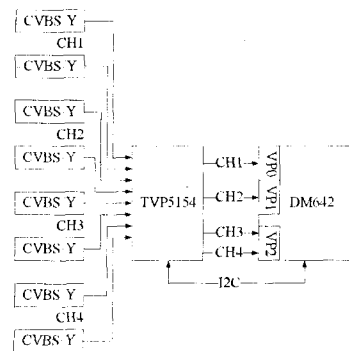 CVBS Y
CH1
CVBS Y
CVBS Y
CH2
CVBS Y
CVBS Y
CH3
CVBS Y
CVBS Y
CH4
CVBS Y
TVP5154
CH1
CH2
CH3
CH4
VP0
VP1
VP2
DM642
I2C